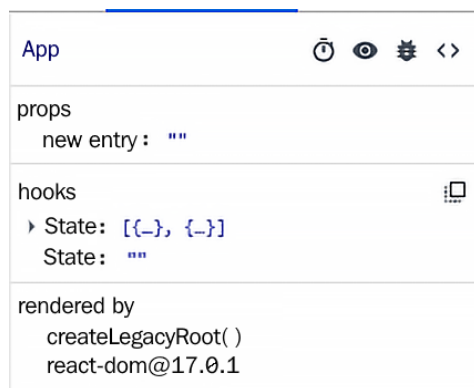 App
props
new entry: ""
hooks
State: [{…}, {…}]
State: ""
rendered by
createLegacyRoot()
react-dom@17.0.1